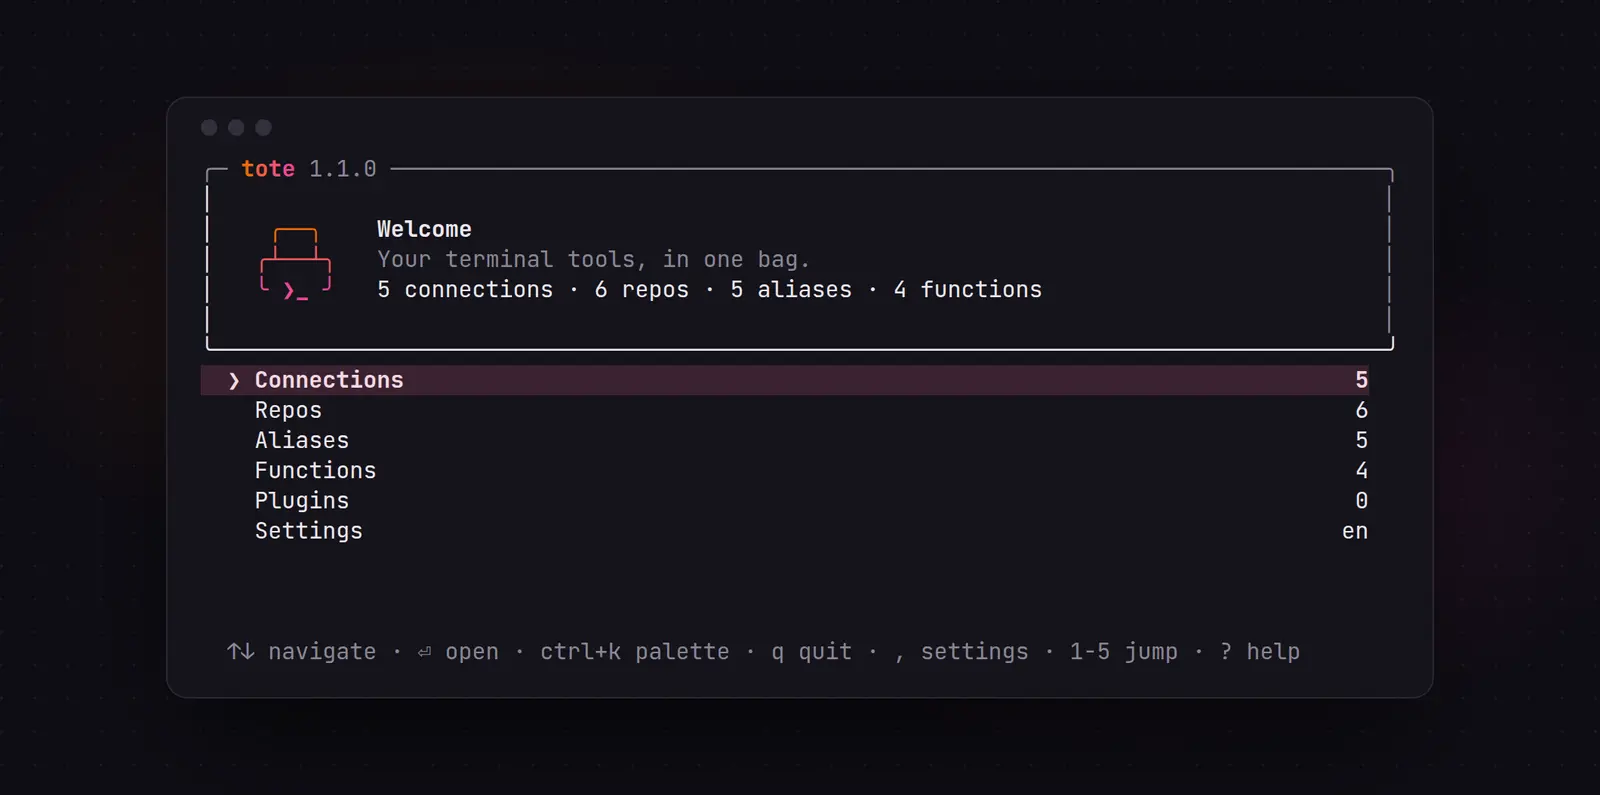 tote 1.1.0
Welcome
Your terminal tools, in one bag.
❯_ 5 connections · 6 repos · 5 aliases · 4 functions
❯ Connections 5
Repos 6
Aliases 5
Functions 4
Plugins 0
Settings en
↑↓ navigate · ⏎ open · ctrl+k palette · q quit · , settings · 1-5 jump · ? help